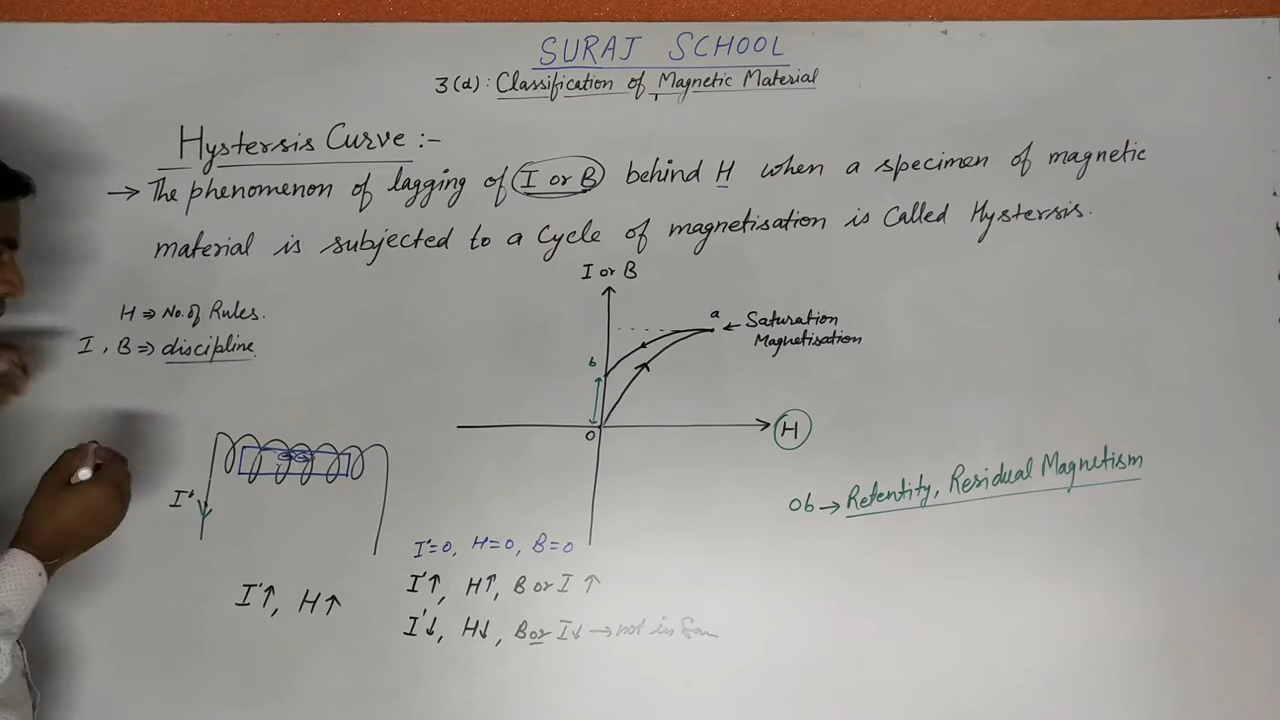 SURAJ SCHOOL
3(d): Classification of Magnetic Material
Hystersis Curve :-
→ The phenomenon of lagging of I or B behind H when a specimen of magnetic
material is subjected to a cycle of magnetisation is called Hystersis.
I or B
H ⇒ No. of Rules.
I, B ⇒ discipline.
a
← Saturation
Magnetisation
b
O
H
I'
Ob → Retentity, Residual Magnetism
I'=0, H=0, B=0
I'↑, H↑
I'↑, H↑, B or I ↑
I'↓, H↓, B or I↓ → not in